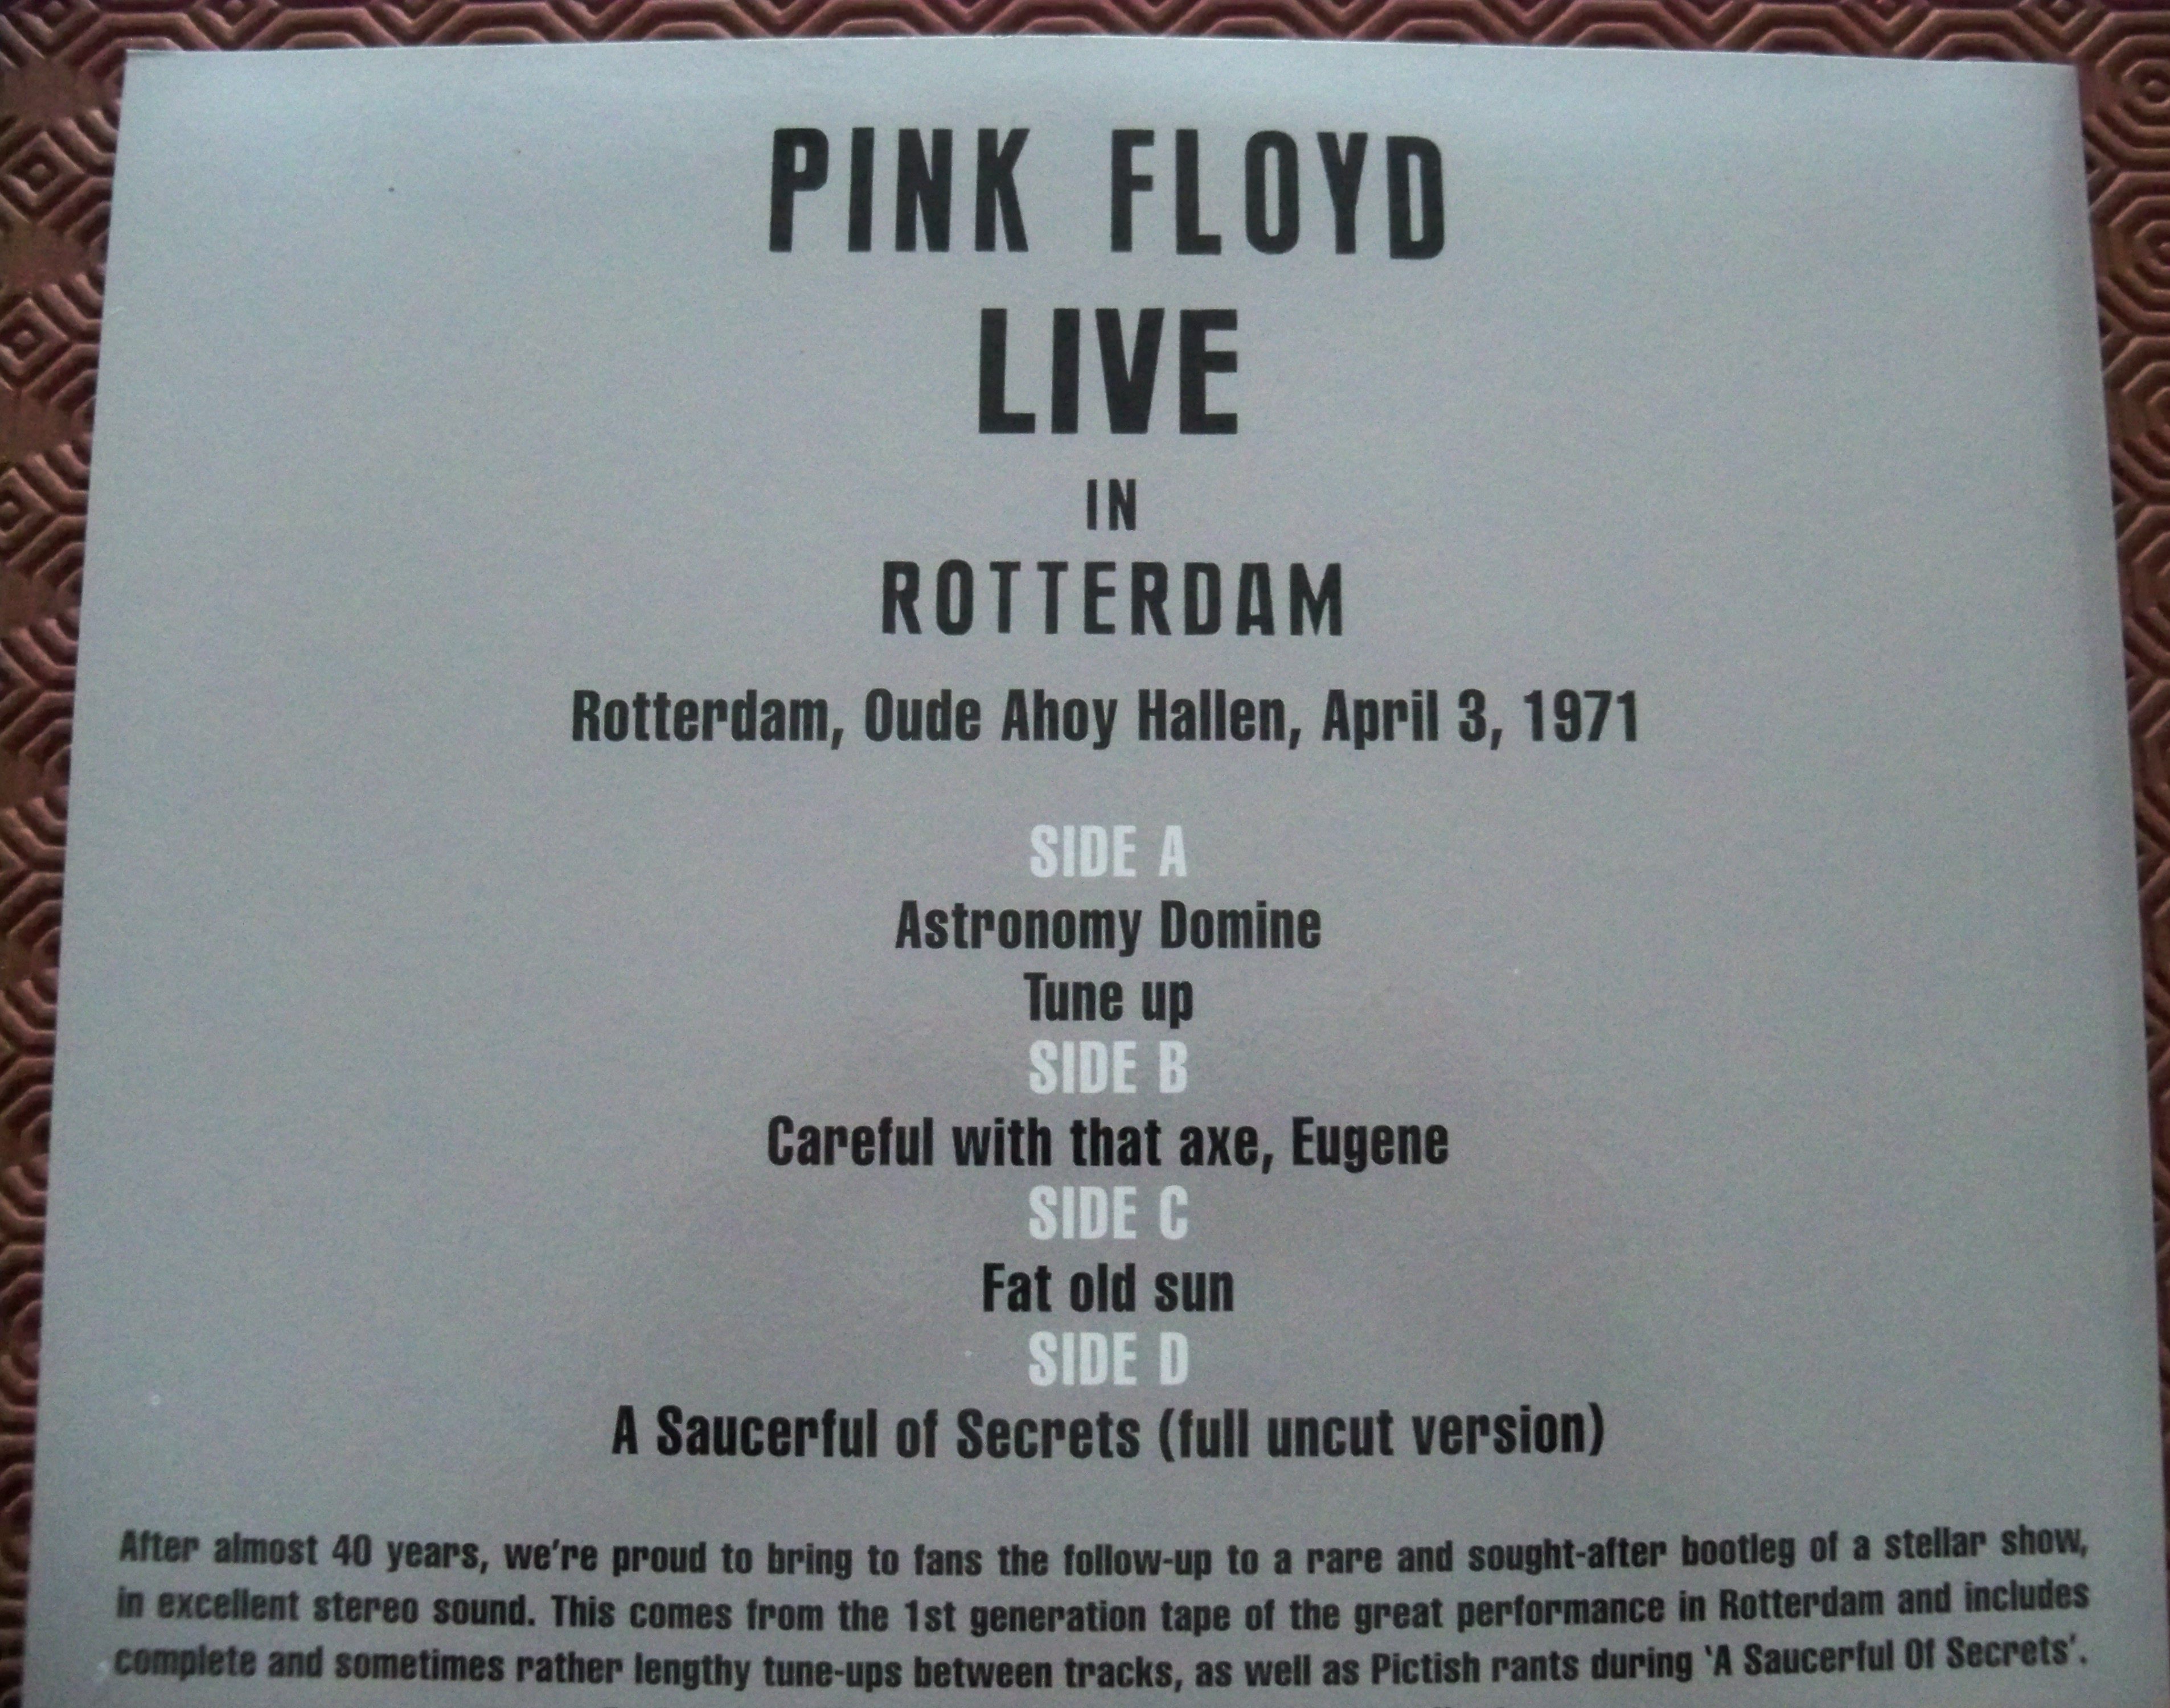 PINK FLOYD
LIVE
IN
ROTTERDAM
Rotterdam, Oude Ahoy Hallen, April 3, 1971
SIDE A
Astronomy Domine
Tune up
SIDE B
Careful with that axe, Eugene
SIDE C
Fat old sun
SIDE D
A Saucerful of Secrets (full uncut version)
After almost 40 years, we're proud to bring to fans the follow-up to a rare and sought-after bootleg of a stellar show,
in excellent stereo sound. This comes from the 1st generation tape of the great performance in Rotterdam and includes
complete and sometimes rather lengthy tune-ups between tracks, as well as Pictish rants during 'A Saucerful Of Secrets'.